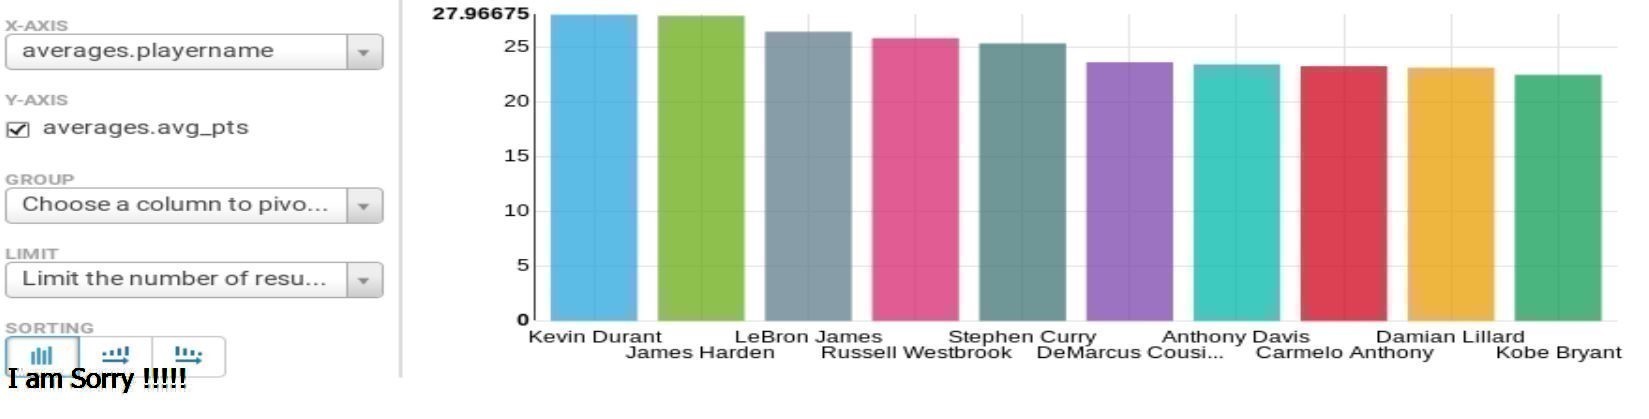 X-AXIS
averages.playername
Y-AXIS
averages.avg_pts
GROUP
Choose a column to pivo...
LIMIT
Limit the number of resu...
SORTING
I am Sorry !!!!!
27.96675
25
20
15
10
5
0
Kevin Durant LeBron James Stephen Curry Anthony Davis Damian Lillard
James Harden Russell Westbrook DeMarcus Cousi... Carmelo Anthony Kobe Bryant